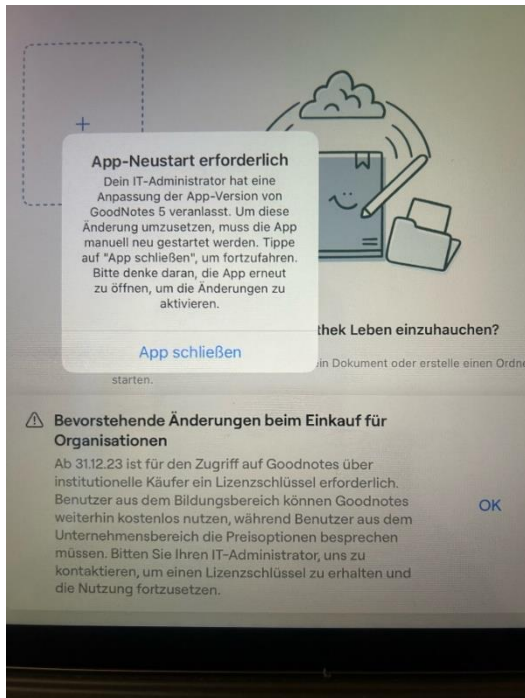 +
App-Neustart erforderlich
Dein IT-Administrator hat eine
Anpassung der App-Version von
GoodNotes 5 veranlasst. Um diese
Änderung umzusetzen, muss die App
manuell neu gestartet werden. Tippe
auf "App schließen", um fortzufahren.
Bitte denke daran, die App erneut
zu öffnen, um die Änderungen zu
aktivieren.
App schließen
thek Leben einzuhauchen?
in Dokument oder erstelle einen Ordne
starten.
Bevorstehende Änderungen beim Einkauf für
Organisationen
Ab 31.12.23 ist für den Zugriff auf Goodnotes über
institutionelle Käufer ein Lizenzschlüssel erforderlich.
Benutzer aus dem Bildungsbereich können Goodnotes
weiterhin kostenlos nutzen, während Benutzer aus dem
Unternehmensbereich die Preisoptionen besprechen
müssen. Bitten Sie Ihren IT-Administrator, uns zu
kontaktieren, um einen Lizenzschlüssel zu erhalten und
die Nutzung fortzusetzen.
OK